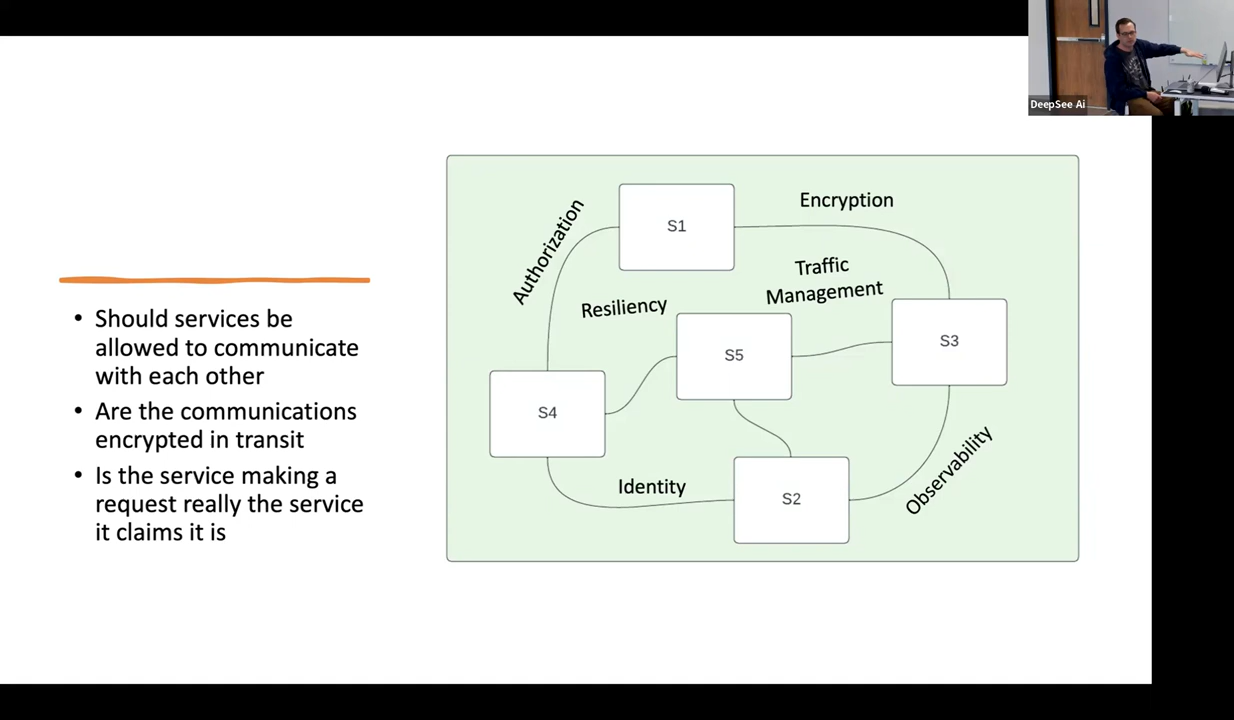 DeepSee Ai
Should services be
allowed to communicate
with each other
Are the communications
encrypted in transit
Is the service making a
request really the service
it claims it is
Authorization
S1
Encryption
Resiliency
Traffic
Management
S5
S3
S4
Identity
S2
Observability